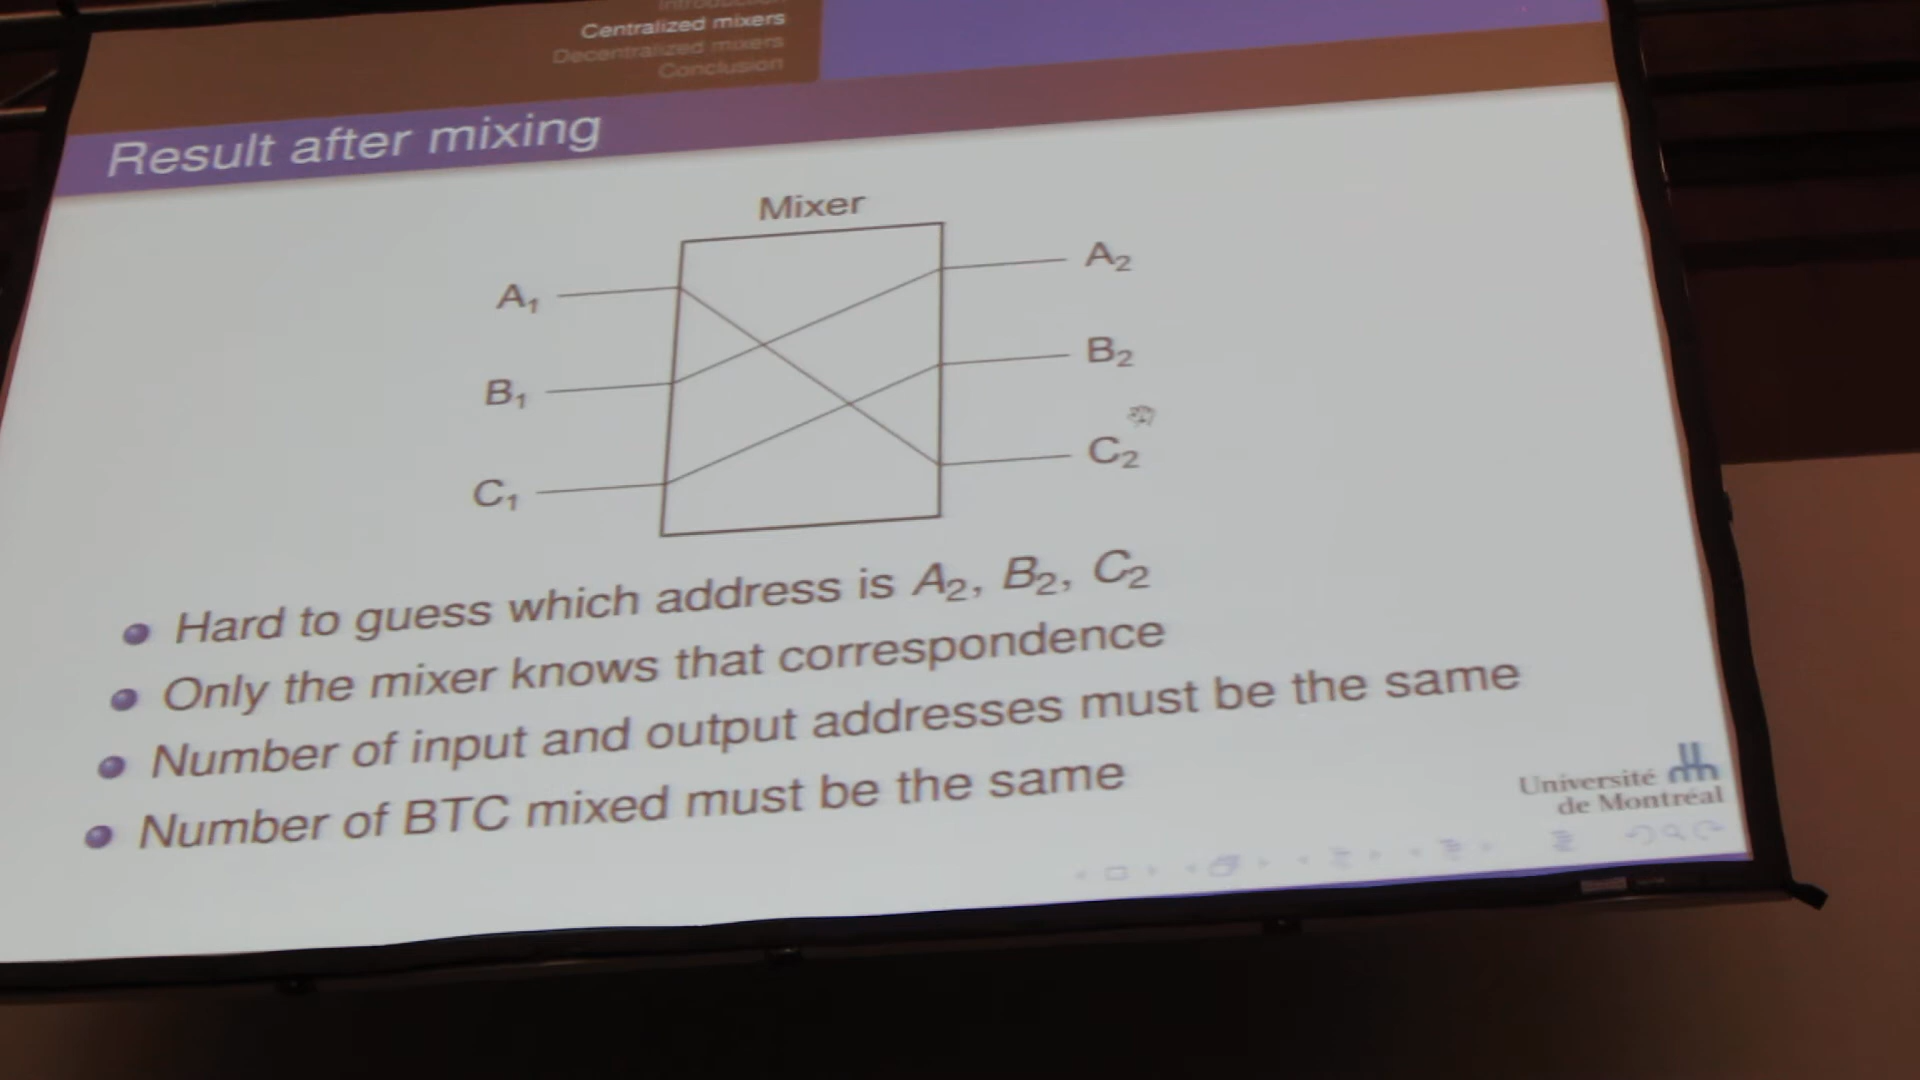 Introduction
Centralized mixers
Decentralized mixers
Conclusion
Result after mixing
Mixer
A₁
A₂
B₁
B₂
C₁
C₂
Hard to guess which address is A₂, B₂, C₂
Only the mixer knows that correspondence
Number of input and output addresses must be the same
Number of BTC mixed must be the same
Université
de Montréal